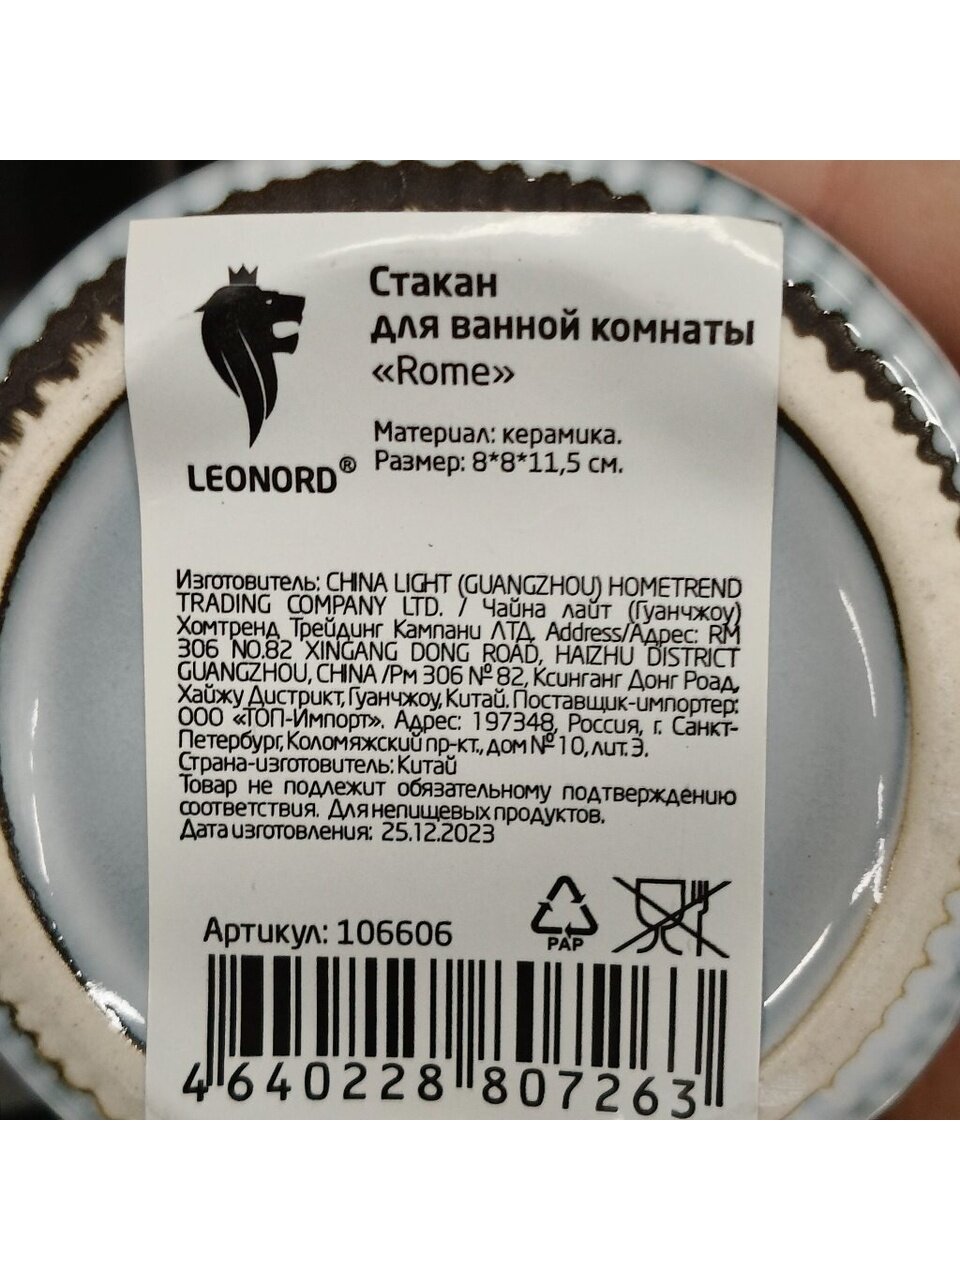 Стакан
для ванной комнаты
«Rome»
Материал: керамика.
Размер: 8*8*11,5 см.
LEONORD®
Изготовитель: CHINA LIGHT (GUANGZHOU) HOMETREND
TRADING COMPANY LTD. / Чайна лайт (Гуанчжоу)
Хомтренд Трейдинг Кампани ЛТД. Address/Адрес: RM
306 NO.82 XINGANG DONG ROAD, HAIZHU DISTRICT
GUANGZHOU, CHINA /Рм 306 № 82, Ксинганг Донг Роад,
Хайжу Дистрикт, Гуанчжоу, Китай. Поставщик-импортер:
ООО «ТОП-Импорт». Адрес: 197348, Россия, г. Санкт-
Петербург, Коломяжский пр-кт., дом № 10, лит. Э.
Страна-изготовитель: Китай
Товар не подлежит обязательному подтверждению
соответствия. Для непищевых продуктов.
Дата изготовления: 25.12.2023
Артикул: 106606
PAP
4 640228 807263